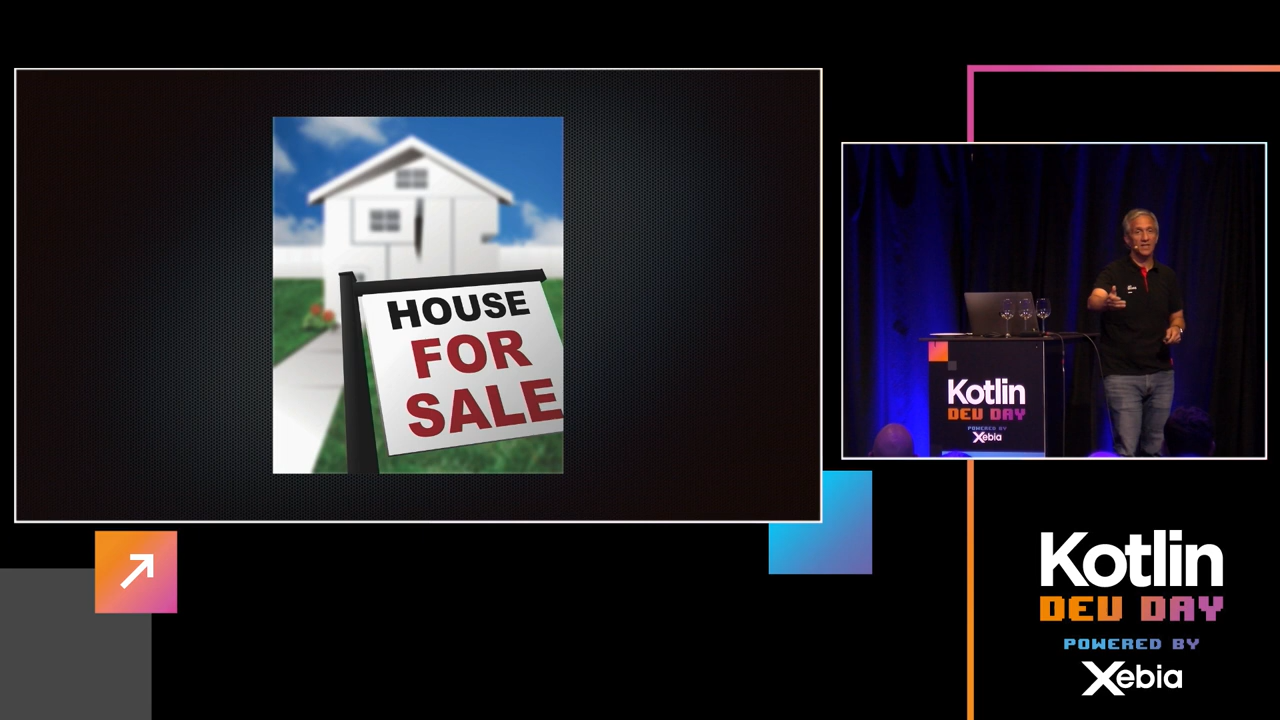 HOUSE
FOR
SALE
Kotlin
DEV DAY
POWERED BY
Xebia
Kotlin
DEV DAY
POWERED BY
Xebia